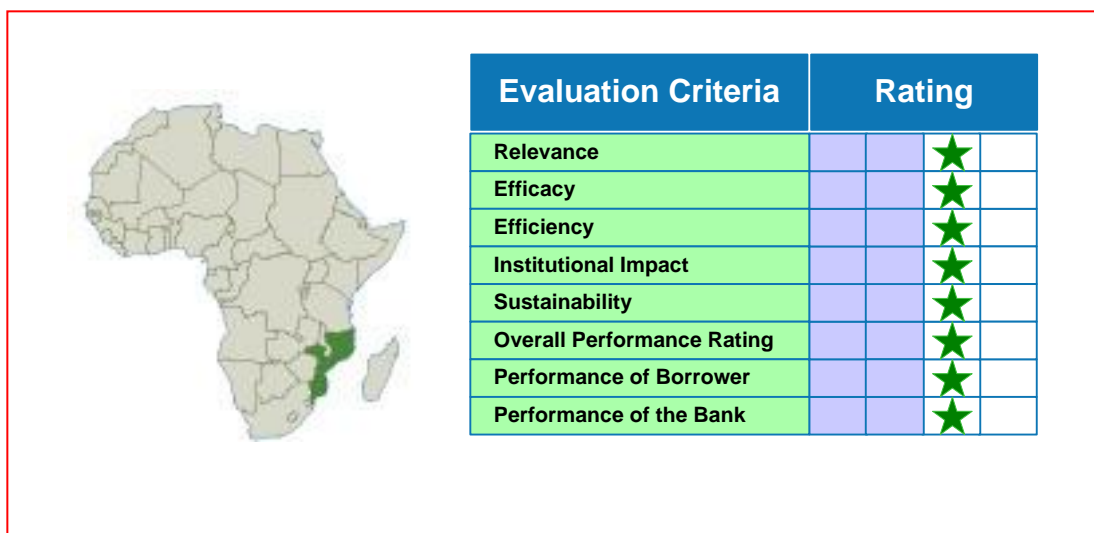 Evaluation Criteria Rating
Relevance
Efficacy
Efficiency
Institutional Impact
Sustainability
Overall Performance Rating
Performance of Borrower
Performance of the Bank